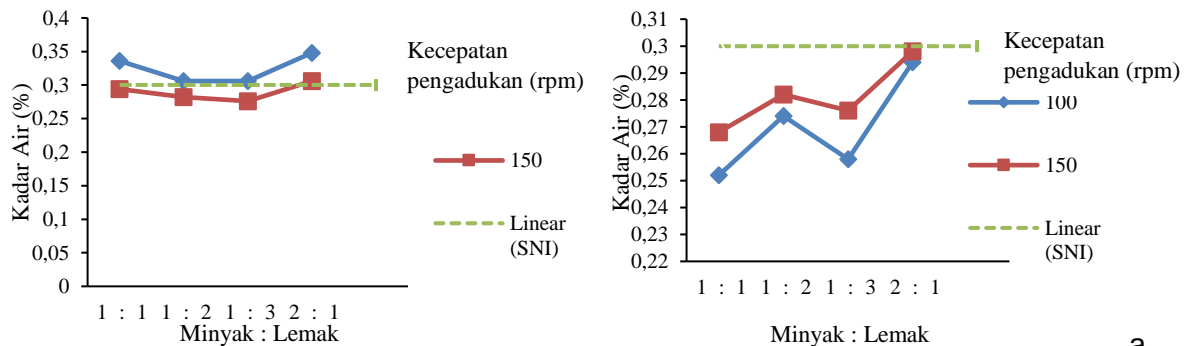 0,4
0,35
0,3
0,25
0,2
0,15
0,1
0,05
0
Kadar Air (%)
1 : 1 1 : 2 1 : 3 2 : 1
Minyak : Lemak
Kecepatan
pengadukan (rpm)
150
Linear
(SNI)
0,31
0,3
0,29
0,28
0,27
0,26
0,25
0,24
0,23
0,22
Kadar Air (%)
1 : 1 1 : 2 1 : 3 2 : 1
Minyak : Lemak
Kecepatan
pengadukan (rpm)
100
150
Linear
(SNI)